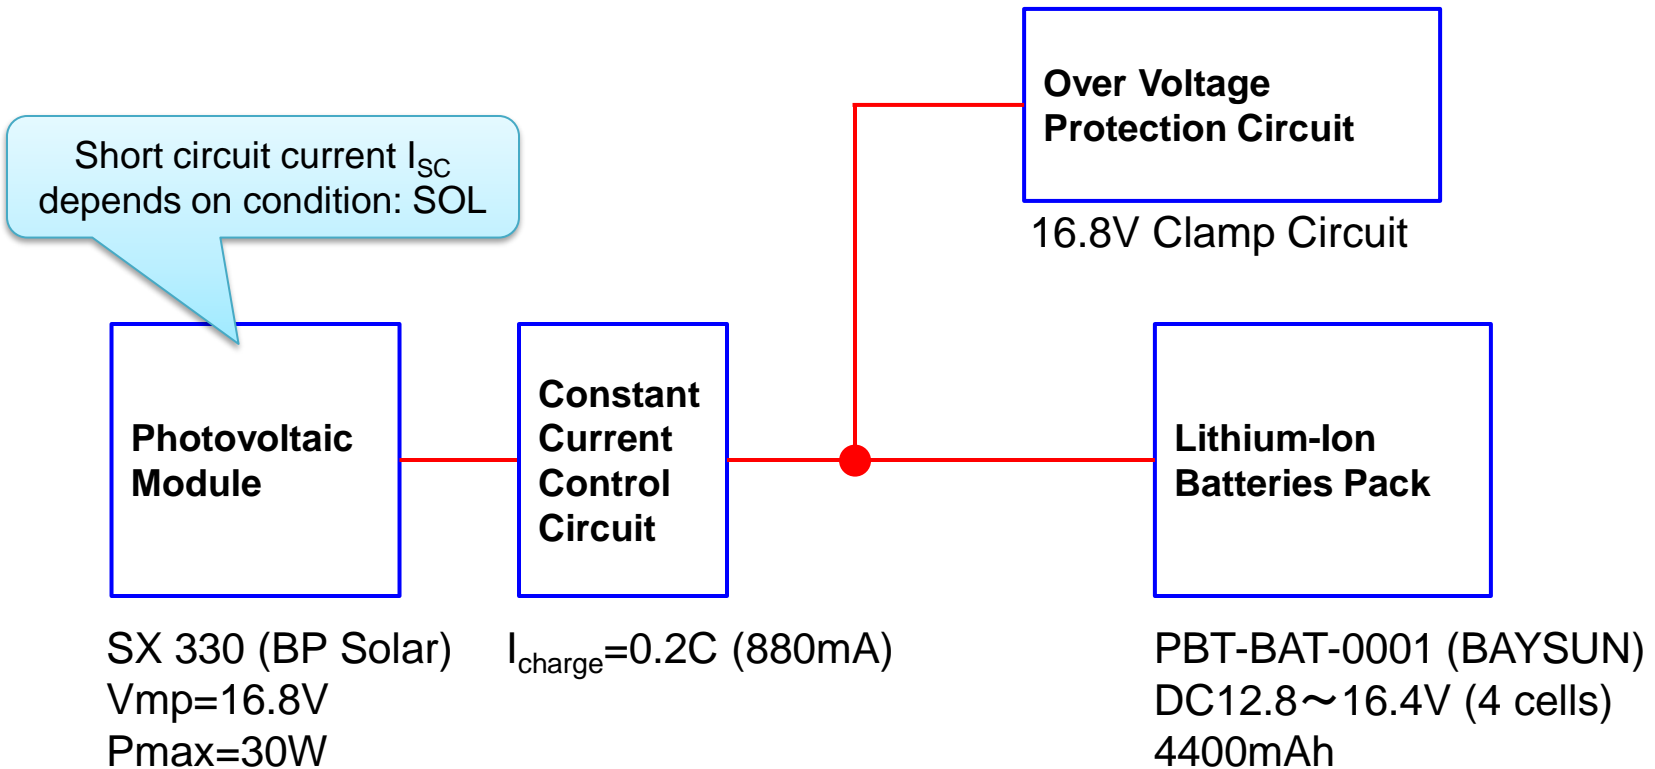 Over Voltage
Protection Circuit
16.8V Clamp Circuit
Short circuit current I_SC
depends on condition: SOL
Photovoltaic
Module
SX 330 (BP Solar)
Vmp=16.8V
Pmax=30W
Constant
Current
Control
Circuit
I_charge=0.2C (880mA)
Lithium-Ion
Batteries Pack
PBT-BAT-0001 (BAYSUN)
DC12.8～16.4V (4 cells)
4400mAh